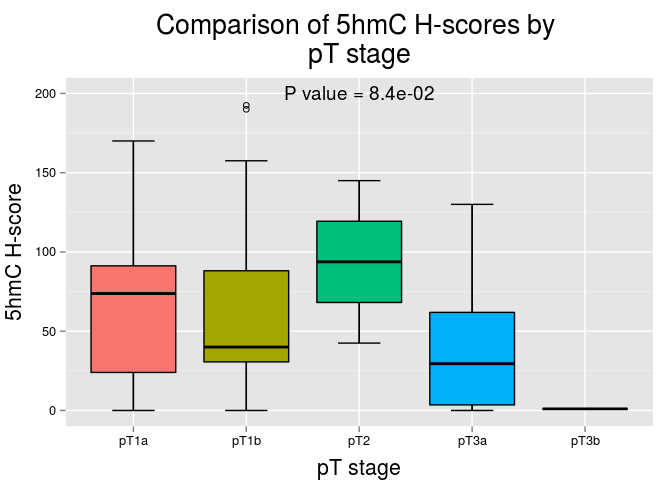 Comparison of 5hmC H-scores by
pT stage
P value = 8.4e-02
200
150
100
50
0
5hmC H-score
pT1a
pT1b
pT2
pT3a
pT3b
pT stage